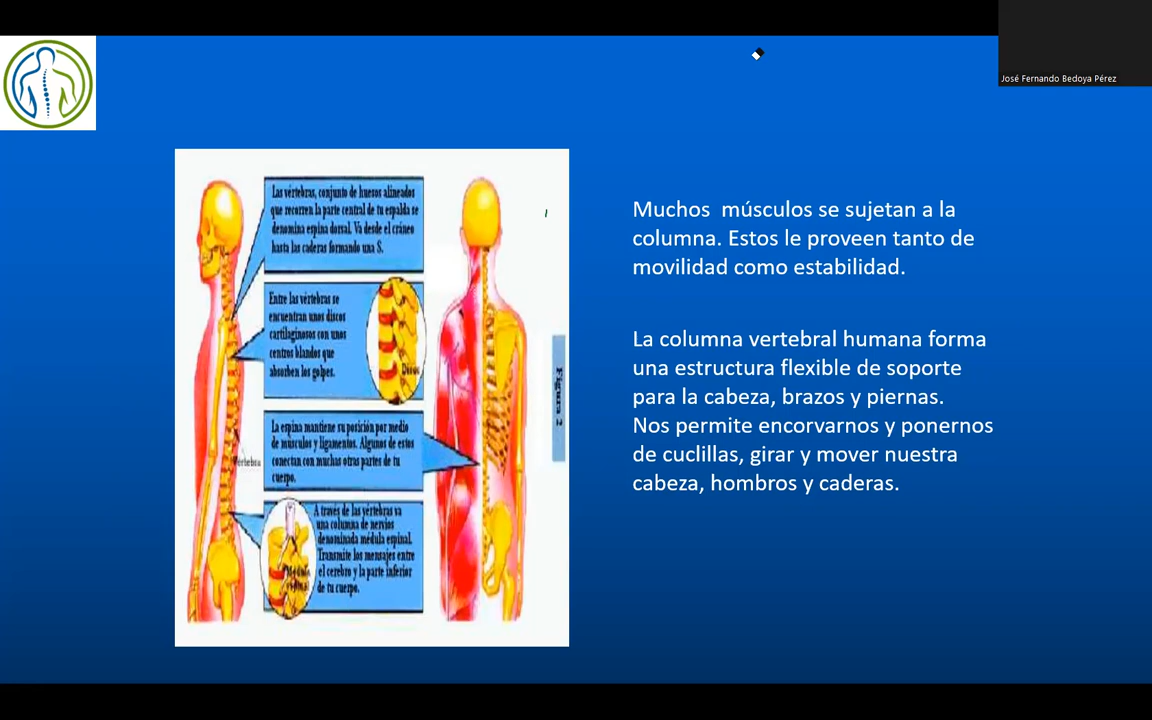 José Fernando Bedoya Pérez
Las vértebras, conjunto de huesos alineados
que recorren la parte central de tu espalda se
denomina espina dorsal. Va desde el cráneo
hasta las caderas formando una S.
Entre las vértebras se
encuentran unos discos
cartilaginosos con unos
centros blandos que
absorben los golpes.
Discos
La espina mantiene su posición por medio
de músculos y ligamentos. Algunos de estos
conectan con muchas otras partes de tu
cuerpo.
Vértebra
A través de las vértebras va
una columna de nervios
denominada médula espinal.
Transmite los mensajes entre
el cerebro y la parte inferior
de tu cuerpo.
Médula
espinal
Figura 2
Muchos músculos se sujetan a la
columna. Estos le proveen tanto de
movilidad como estabilidad.
La columna vertebral humana forma
una estructura flexible de soporte
para la cabeza, brazos y piernas.
Nos permite encorvarnos y ponernos
de cuclillas, girar y mover nuestra
cabeza, hombros y caderas.